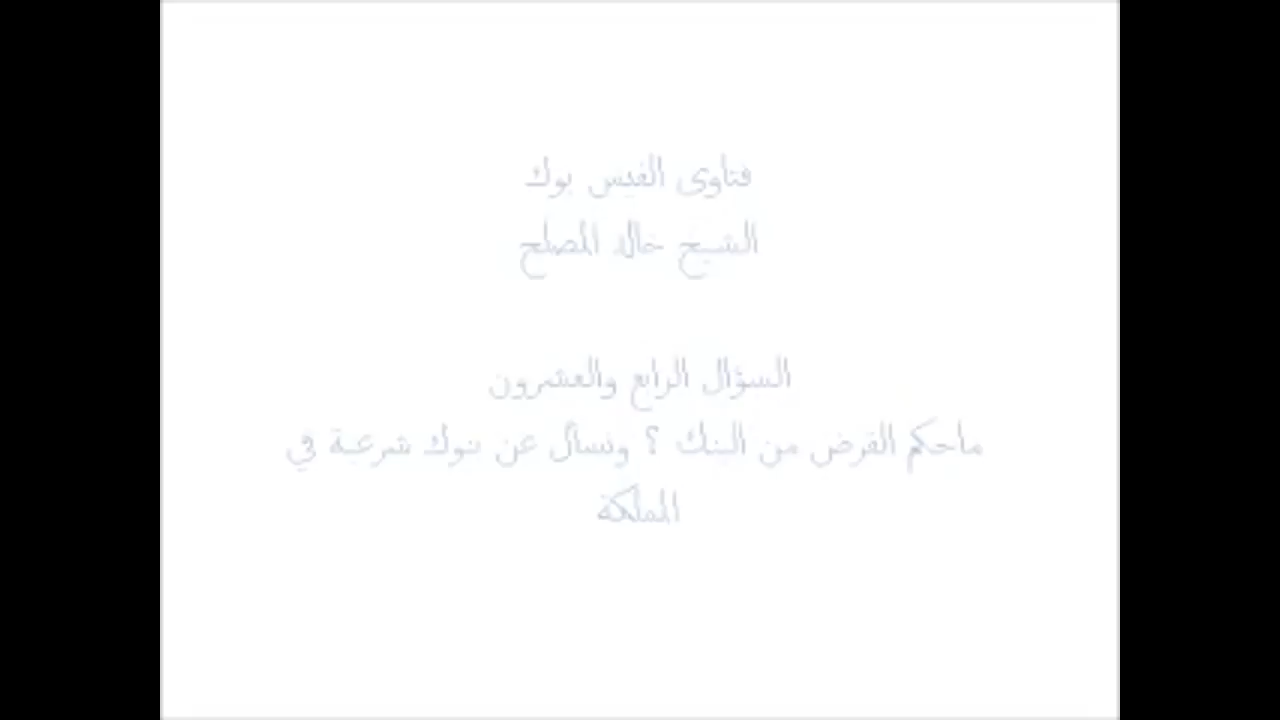 فتاوى الفيس بوك
الشيخ خالد المصلح
السؤال الرابع والعشرون
ماحكم القرض من البنك ؟ ونسأل عن بنوك شرعية في
المملكة